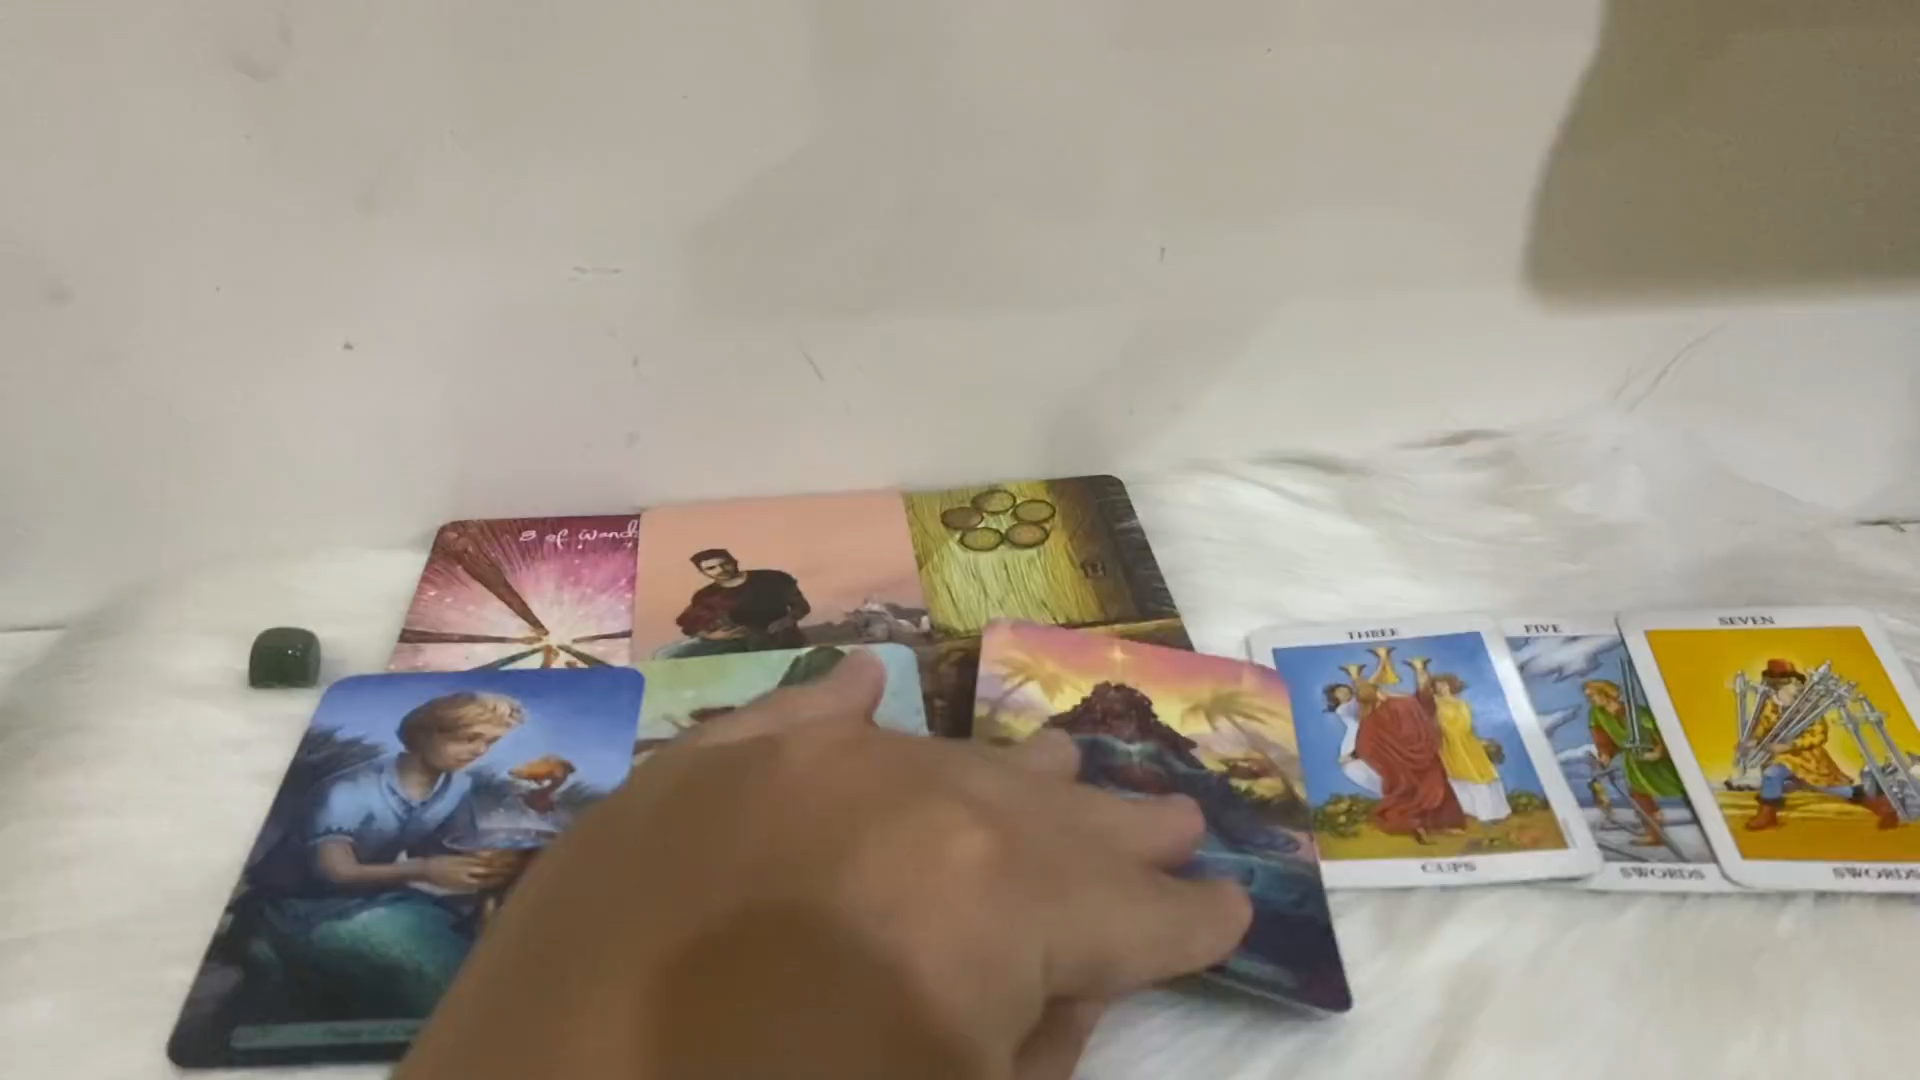 8 of Wands
THREE
FIVE
SEVEN
CUPS
SWORDS
SWORDS